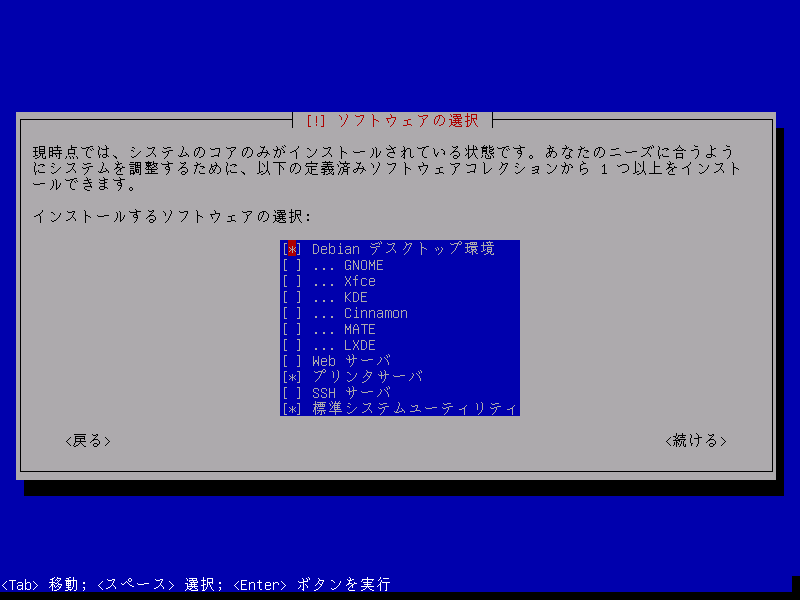 [!] ソフトウェアの選択
現時点では、システムのコアのみがインストールされている状態です。あなたのニーズに合うよう
にシステムを調整するために、以下の定義済みソフトウェアコレクションから 1 つ以上をインスト
ールできます。
インストールするソフトウェアの選択:
[*] Debian デスクトップ環境
[ ] ... GNOME
[ ] ... Xfce
[ ] ... KDE
[ ] ... Cinnamon
[ ] ... MATE
[ ] ... LXDE
[ ] Web サーバ
[*] プリンタサーバ
[ ] SSH サーバ
[*] 標準システムユーティリティ
<戻る> <続ける>
<Tab> 移動; <スペース> 選択; <Enter> ボタンを実行